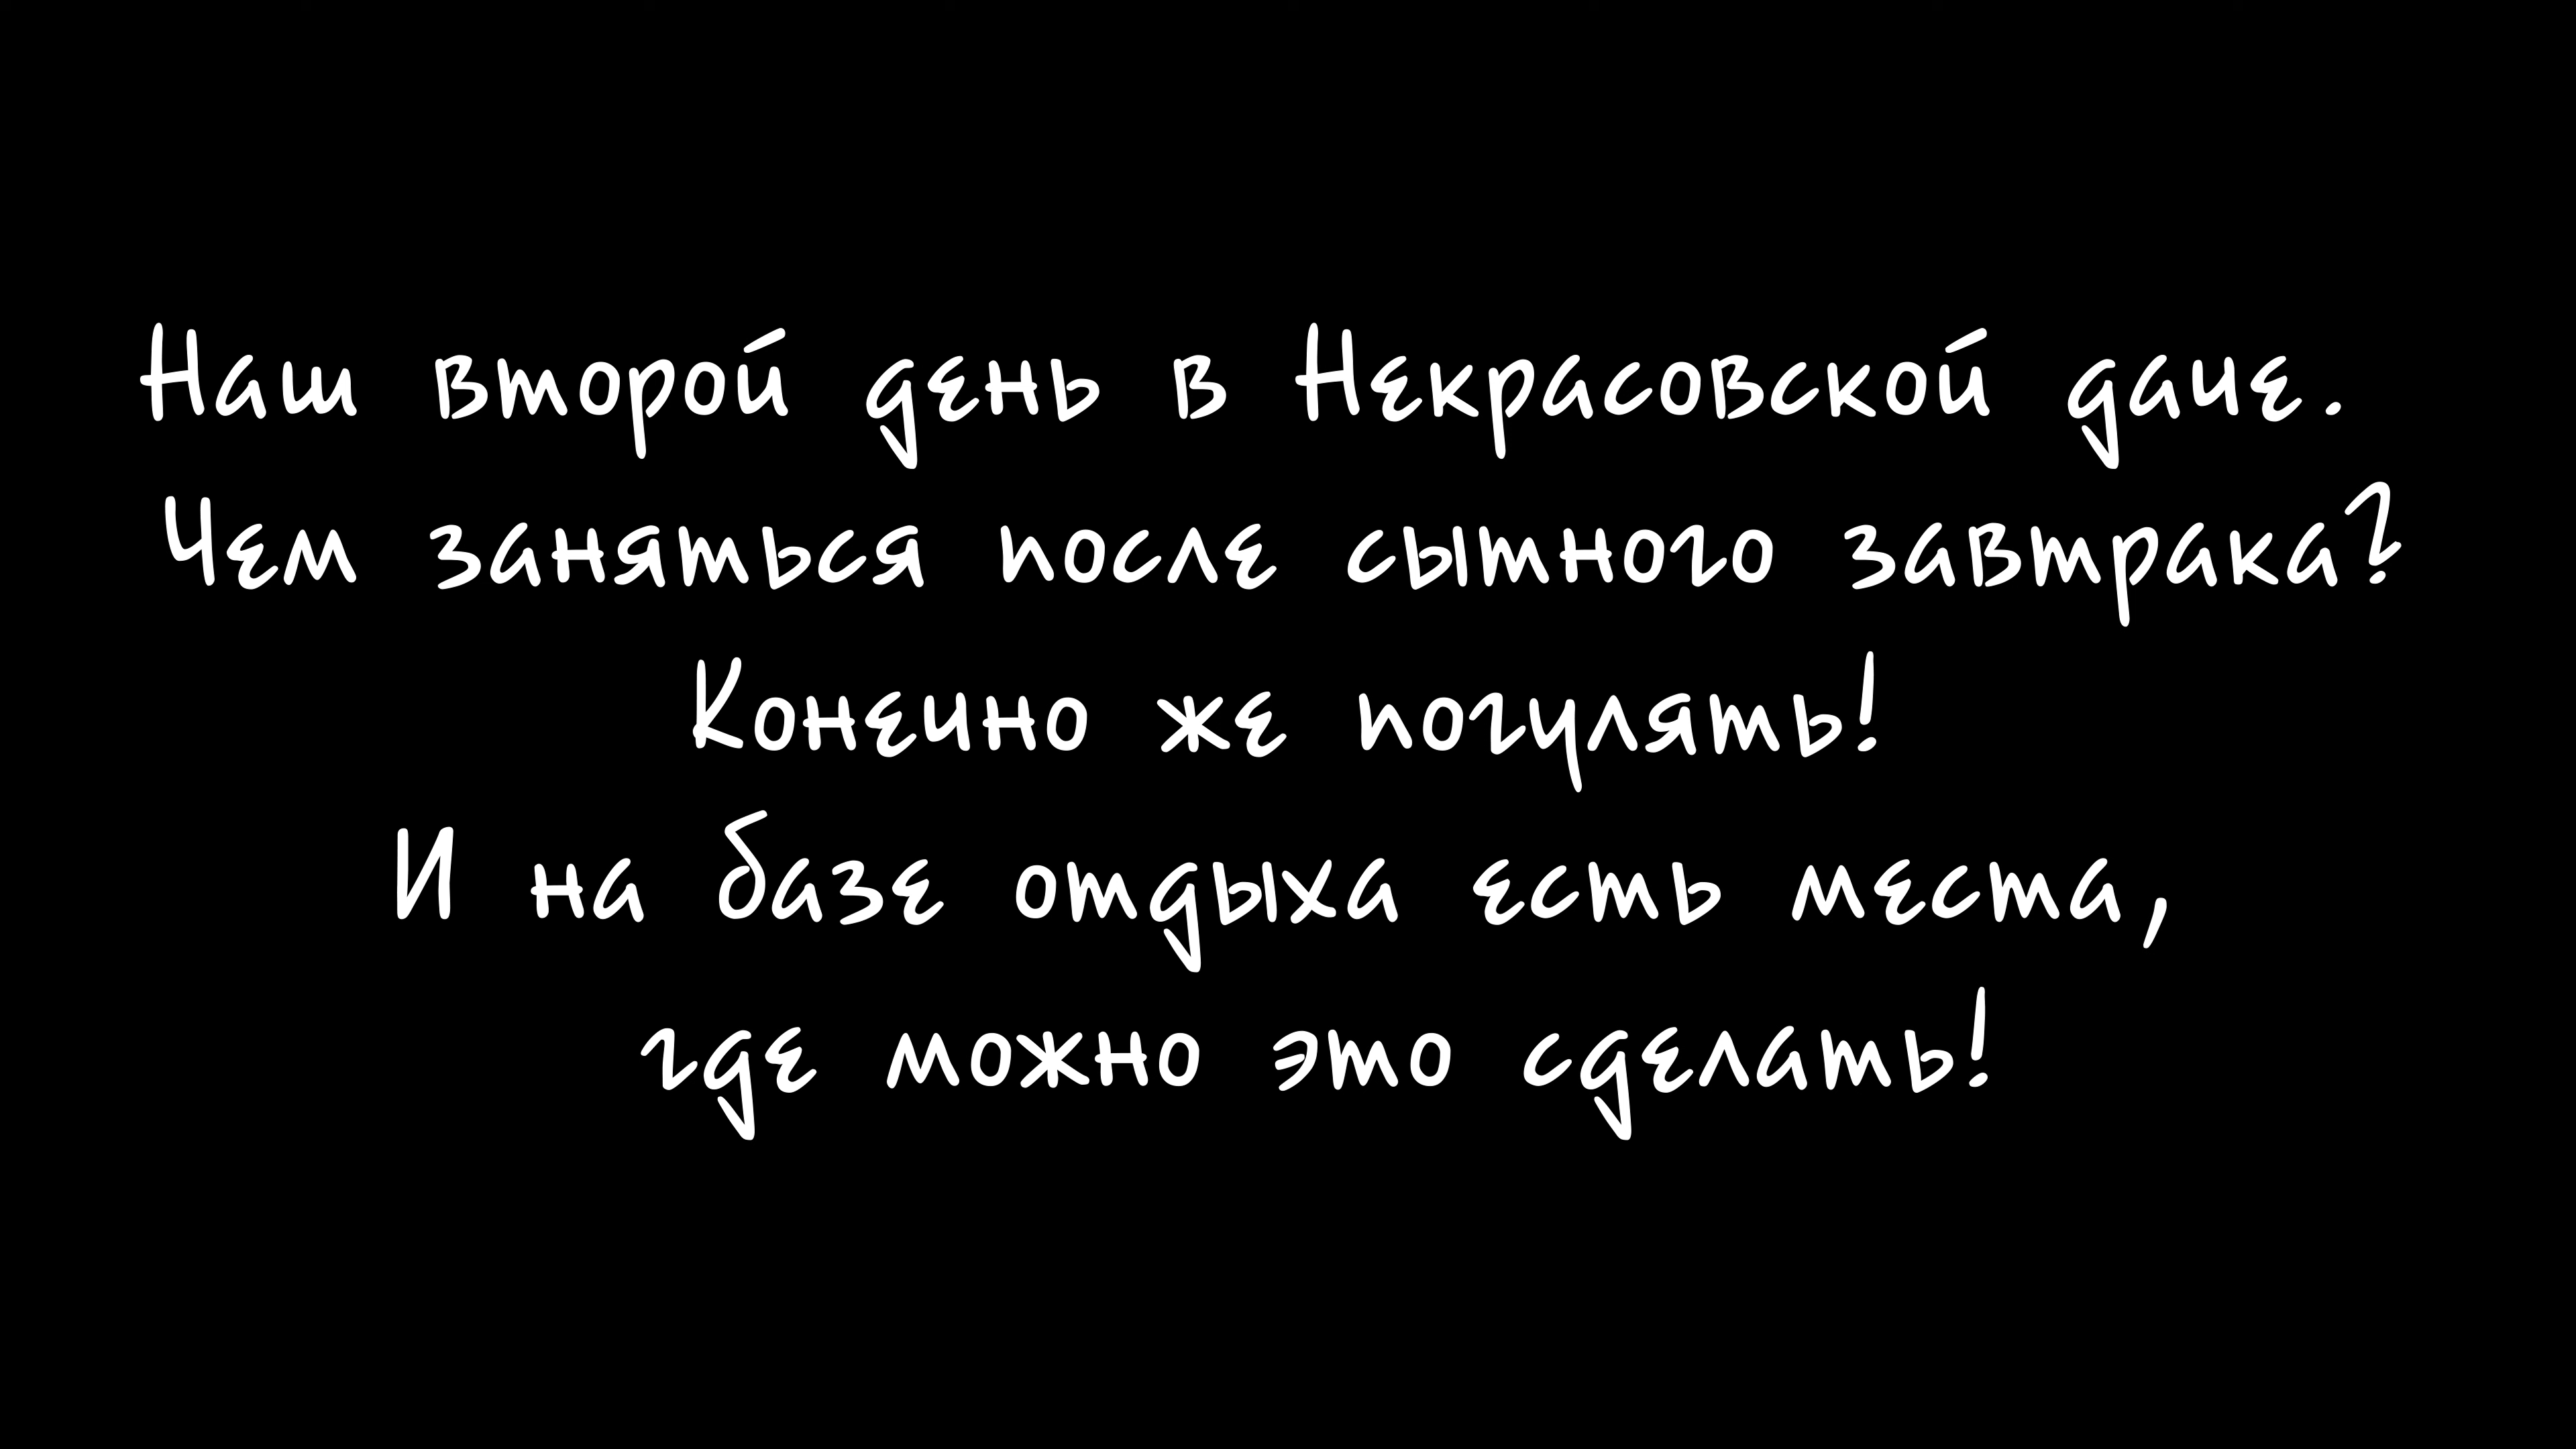 Наш второй день в Некрасовской даче.
Чем заняться после сытного завтрака?
Конечно же погулять!
И на базе отдыха есть места,
где можно это сделать!